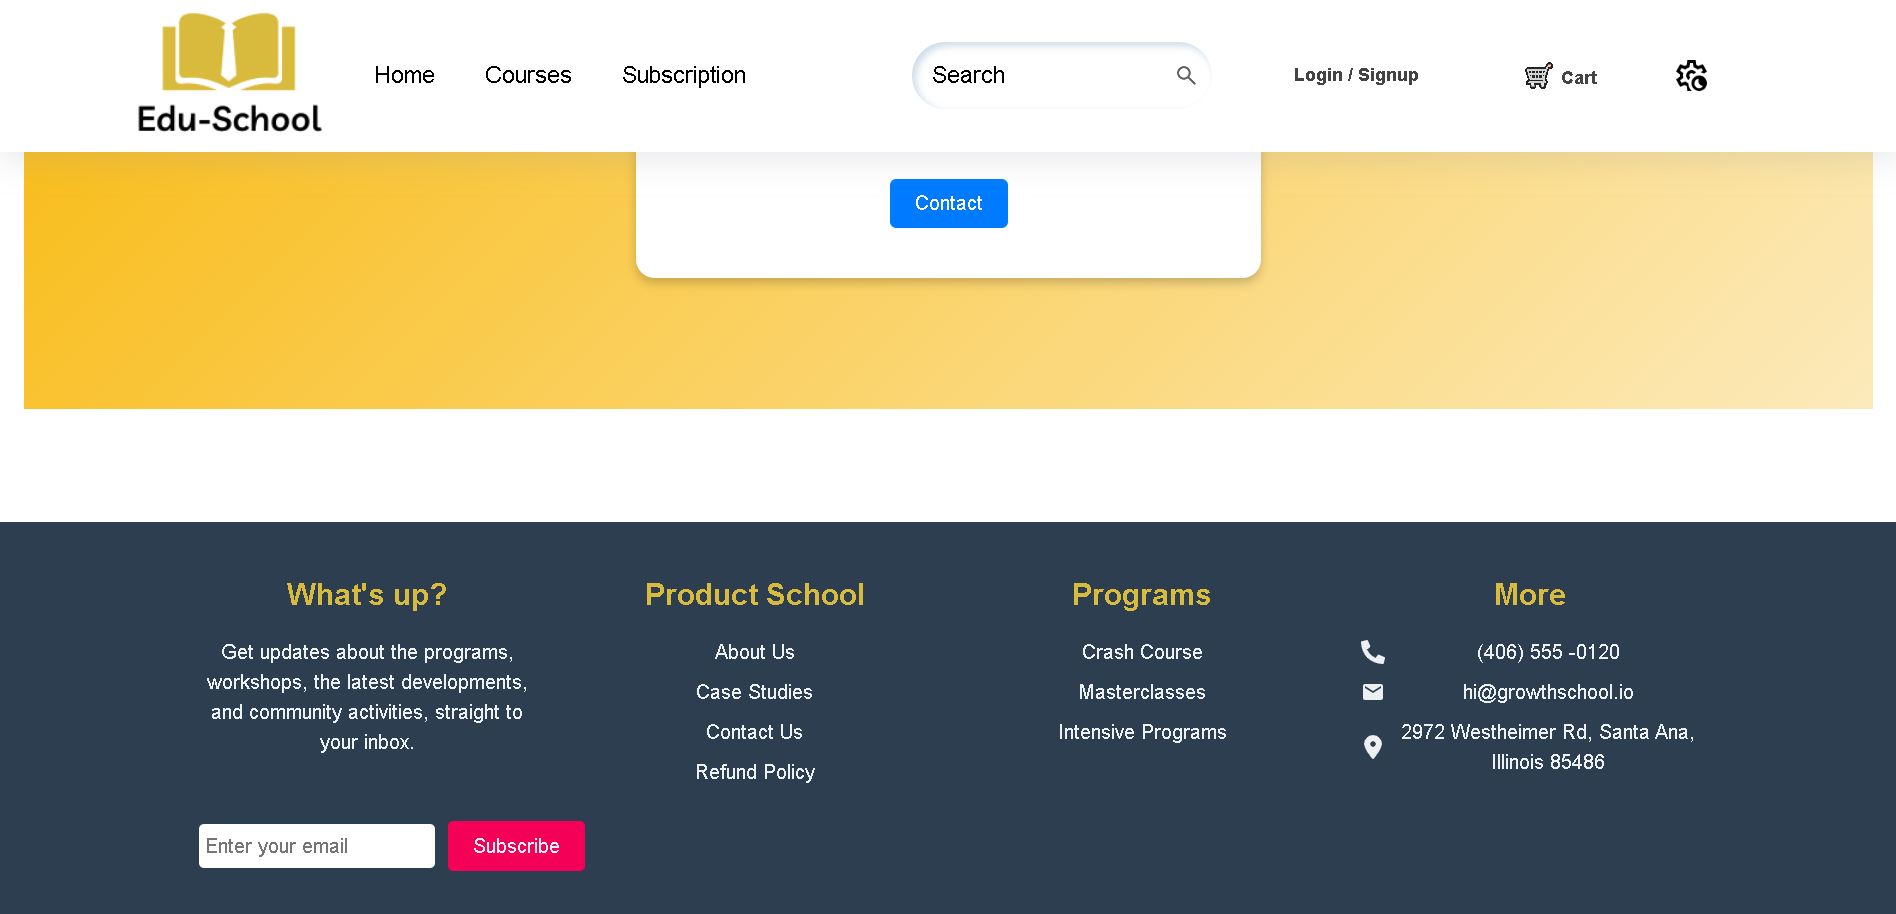 Edu-School
Home
Courses
Subscription
Search
Login / Signup
Cart
Contact
What's up?
Get updates about the programs,
workshops, the latest developments,
and community activities, straight to
your inbox.
Enter your email
Subscribe
Product School
About Us
Case Studies
Contact Us
Refund Policy
Programs
Crash Course
Masterclasses
Intensive Programs
More
(406) 555 -0120
hi@growthschool.io
2972 Westheimer Rd, Santa Ana,
Illinois 85486